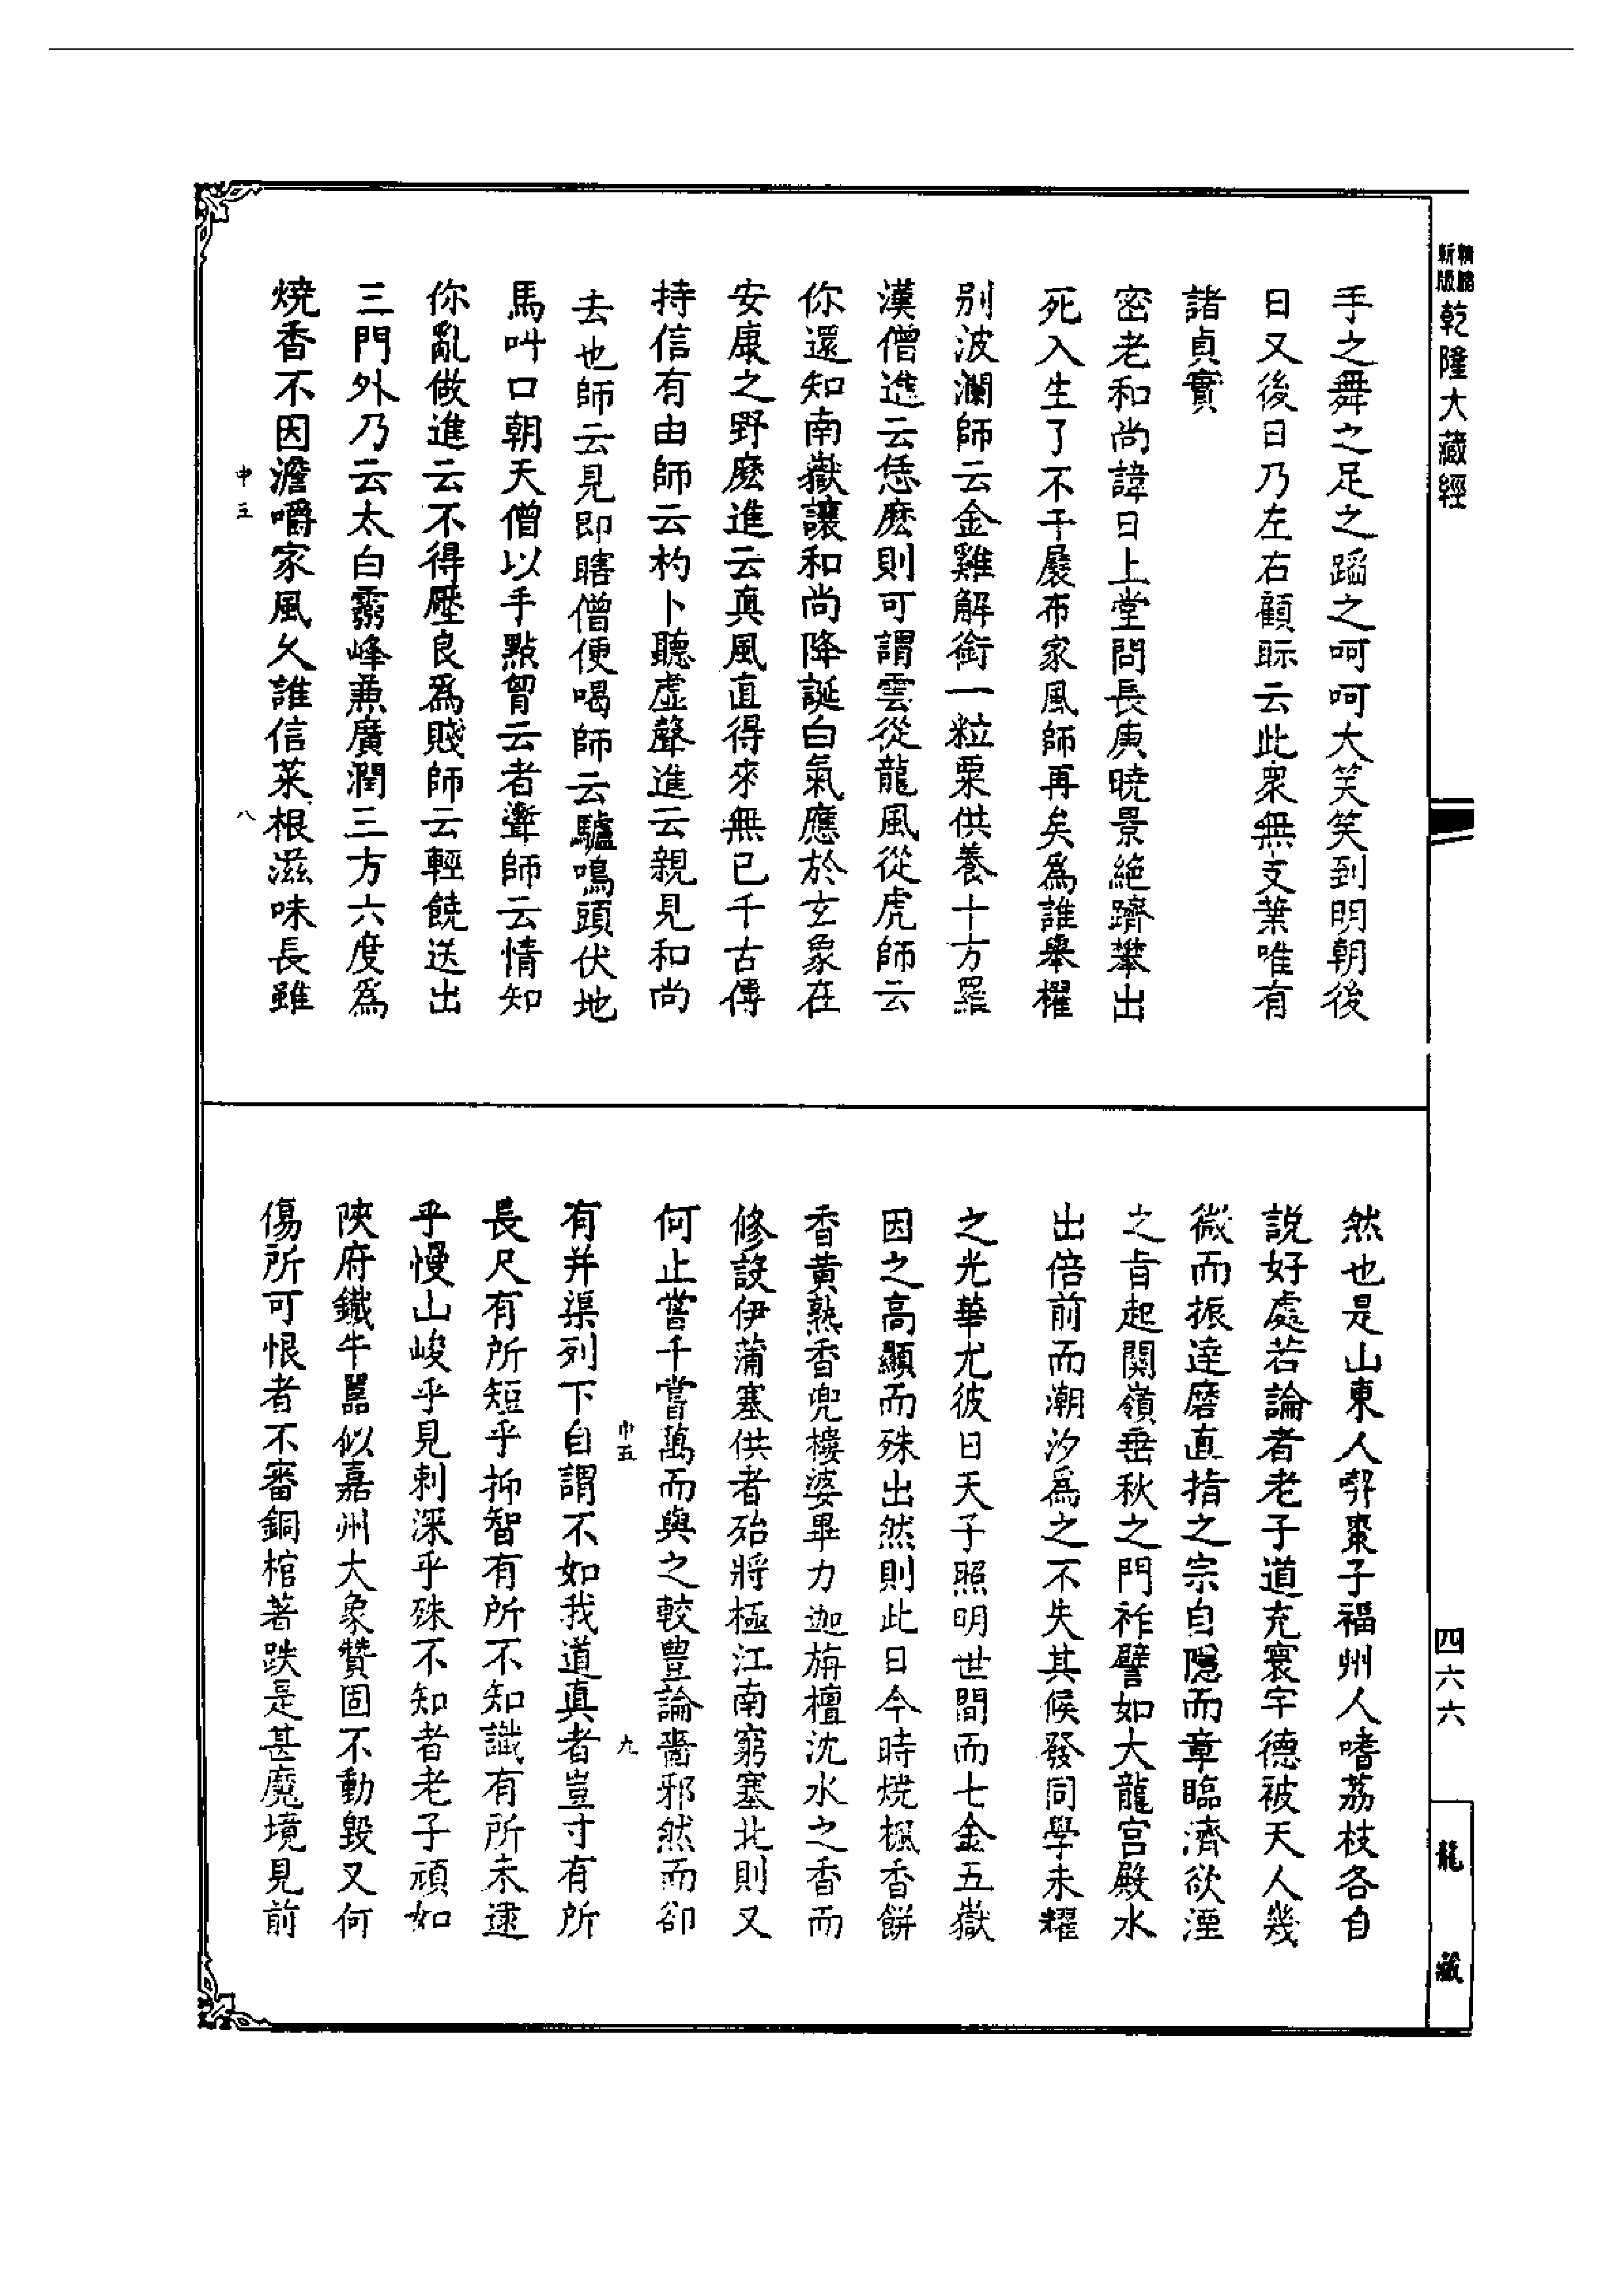 精鏽
新版
乾隆大藏經
手之舞之足之蹈之呵呵大笑笑到明朝後
日又後日乃左右顧眎云此衆無支葉唯有
諸貞實
密老和尚諱日上堂問長庚曉景絶躋攀出
死入生了不干展布家風師再矣爲誰舉櫂
别波瀾師云金雞解銜一粒粟供養十方羅
漢僧進云恁麽則可謂雲從龍風從虎師云
你還知南嶽讓和尚降誕白氣應於玄象在
安康之野麽進云真風直得來無已千古傳
持信有由師云杓卜聽虛聲進云親見和尚
去也師云見即瞎僧便喝師云驢鳴頭伏地
馬叫口朝天僧以手點胷云者聻師云情知
你亂做進云不得壓良爲賤師云輕饒送出
三門外乃云太白霧峰兼廣潤三方六度爲
燒香不因澹嚼家風久誰信菜根滋味長雖
八
然也是山東人齅棗子福州人嗜荔枝各自
説好處若論者老子道充寰宇德被天人幾
微而振達磨直指之宗自隱而章臨濟欲湮
之旨起關嶺垂秋之門祚譬如大龍宫殿水
出倍前而潮汐爲之不失其候發同學未耀
之光華尤彼日天子照明世間而七金五嶽
因之高顯而殊出然則此日今時燒楓香餅
香黄熟香兜樓婆畢力迦旃檀沈水之香而
修設伊蒲塞供者殆將極江南窮塞北則又
何止嘗千當萬而與之較豐論嗇邪然而卻
有并渠列下自謂不如我道真者豈寸有所
巾五
九
長尺有所短乎抑智有所不知識有所未逮
乎慢山峻乎見刺深乎殊不知者老子頑如
陝府鐵牛嚚似嘉州大象贊固不動毀又何
傷所可恨者不審銅棺著跌是甚魔境見前
四六六
龍藏